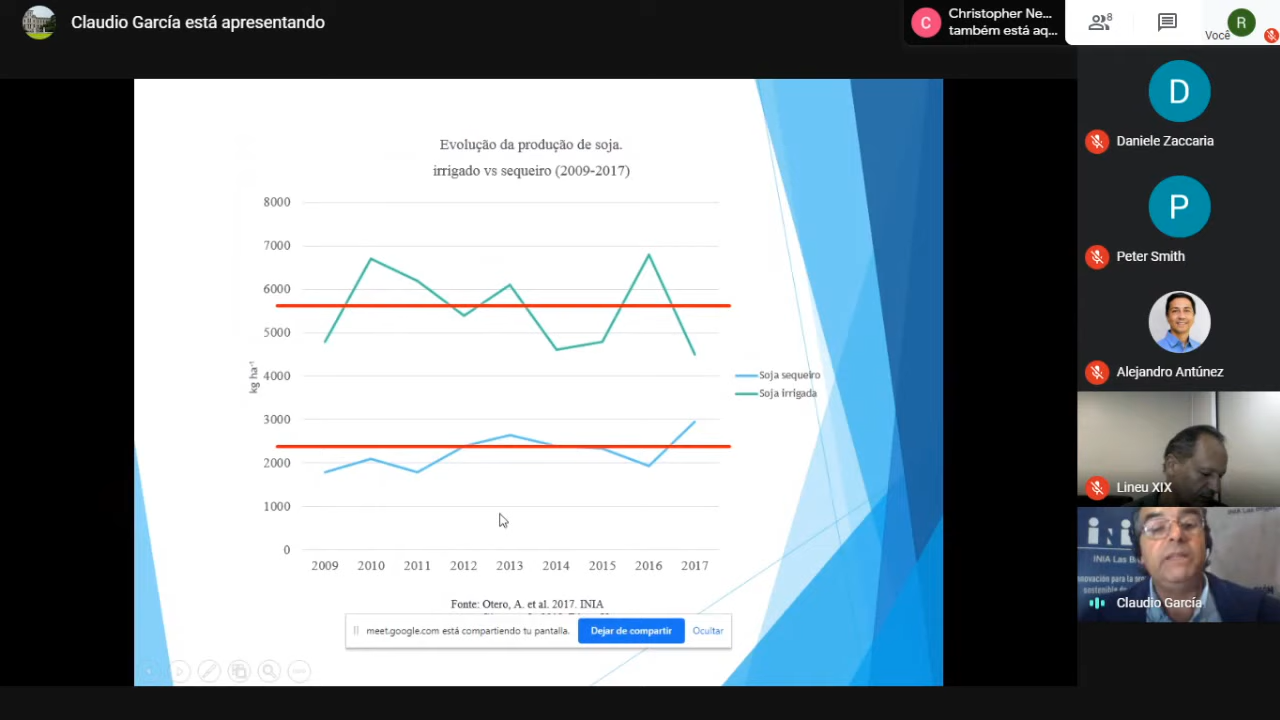 Claudio García está apresentando
Christopher Ne...
também está aq...
C
8
Você
R
Evolução da produção de soja.
irrigado vs sequeiro (2009-2017)
8000
7000
6000
5000
4000
3000
2000
1000
0
kg ha⁻¹
2009 2010 2011 2012 2013 2014 2015 2016 2017
Soja sequeiro
Soja irrigada
Fonte: Otero, A. et al. 2017. INIA
meet.google.com está compartiendo tu pantalla.
Dejar de compartir
Ocultar
D
Daniele Zaccaria
P
Peter Smith
Alejandro Antúnez
Lineu XIX
INIA Las
Claudio García